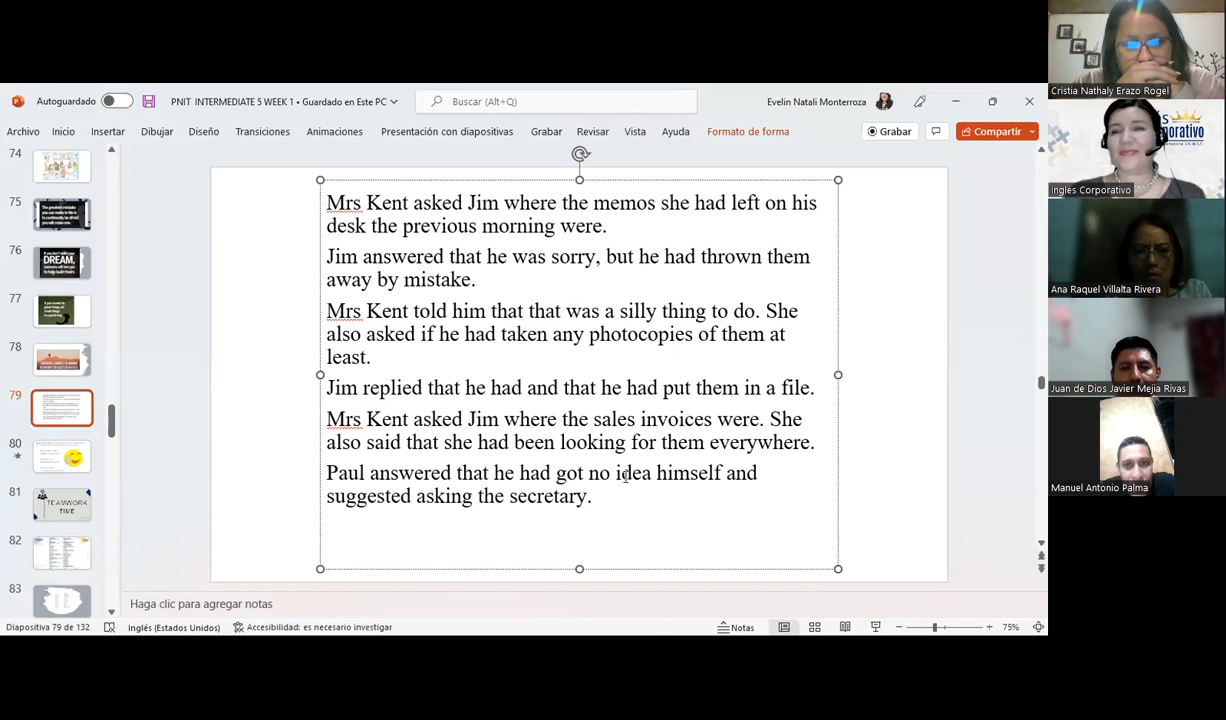 Autoguardado
PNIT INTERMEDIATE 5 WEEK 1 • Guardado en Este PC
Buscar (Alt+Q)
Evelin Natali Monterroza
Archivo Inicio Insertar Dibujar Diseño Transiciones Animaciones Presentación con diapositivas Grabar Revisar Vista Ayuda Formato de forma
Grabar
Compartir
74
75
76
DREAM,
77
78
79
80
81
TEAMWORK
TIME
82
83
Mrs Kent asked Jim where the memos she had left on his
desk the previous morning were.
Jim answered that he was sorry, but he had thrown them
away by mistake.
Mrs Kent told him that that was a silly thing to do. She
also asked if he had taken any photocopies of them at
least.
Jim replied that he had and that he had put them in a file.
Mrs Kent asked Jim where the sales invoices were. She
also said that she had been looking for them everywhere.
Paul answered that he had got no idea himself and
suggested asking the secretary.
Haga clic para agregar notas
Diapositiva 79 de 132
Inglés (Estados Unidos)
Accesibilidad: es necesario investigar
Notas
75%
Cristia Nathaly Erazo Rogel
Corporativo
Inglés Corporativo
Ana Raquel Villalta Rivera
Juan de Dios Javier Mejia Rivas
Manuel Antonio Palma